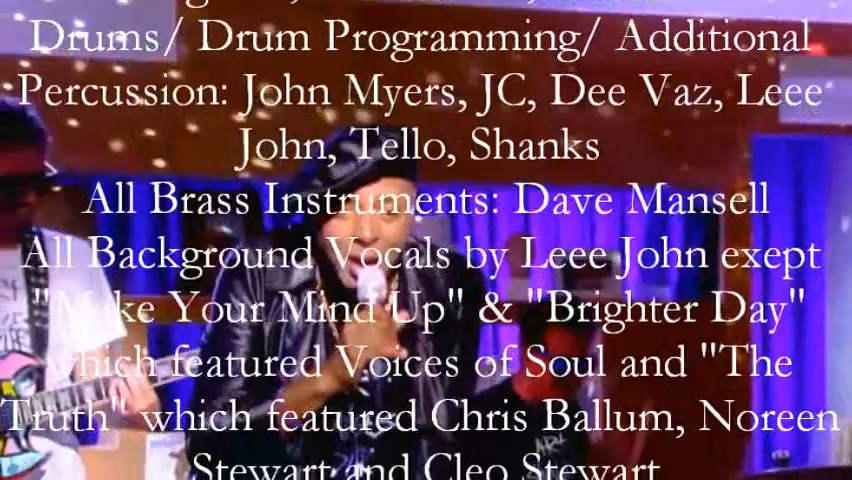 Drums/ Drum Programming/ Additional
Percussion: John Myers, JC, Dee Vaz, Leee
John, Tello, Shanks
All Brass Instruments: Dave Mansell
All Background Vocals by Leee John exept
"Make Your Mind Up" & "Brighter Day"
which featured Voices of Soul and "The
Truth" which featured Chris Ballum, Noreen
Stewart and Cleo Stewart